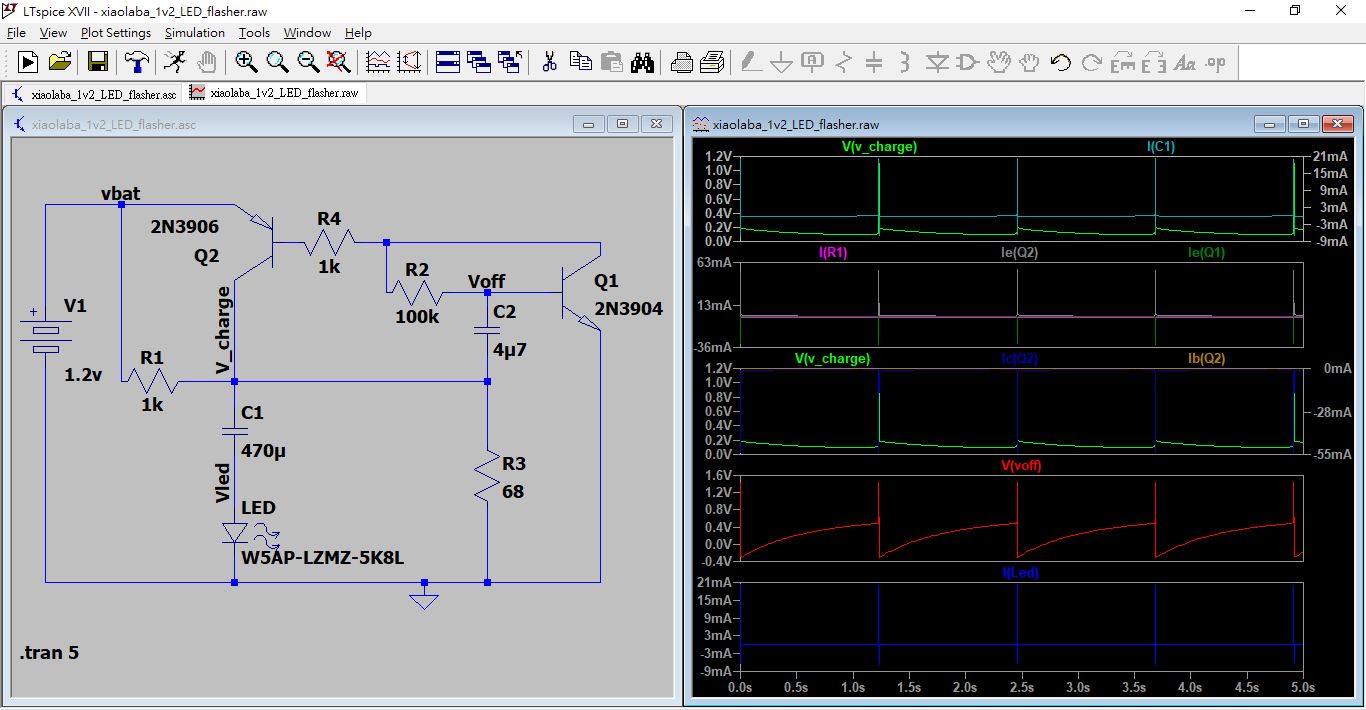 LTspice XVII - xiaolaba_1v2_LED_flasher.raw
File View Plot Settings Simulation Tools Window Help
xiaolaba_1v2_LED_flasher.asc xiaolaba_1v2_LED_flasher.raw
xiaolaba_1v2_LED_flasher.asc
vbat
2N3906
Q2
R4
1k
R2
100k
Voff
Q1
2N3904
C2
4µ7
V1
+
1.2v
R1
1k
V_charge
C1
470µ
Vled
LED
W5AP-LZMZ-5K8L
R3
68
.tran 5
xiaolaba_1v2_LED_flasher.raw
V(v_charge) I(C1)
1.2V 21mA
1.0V 15mA
0.8V 9mA
0.6V
0.4V 3mA
0.2V -3mA
0.0V -9mA
I(R1) Ie(Q2) Ie(Q1)
63mA
13mA
-36mA
V(v_charge) Ic(Q2) Ib(Q2)
1.2V 0mA
1.0V
0.8V
0.6V -28mA
0.4V
0.2V
0.0V -55mA
V(voff)
1.6V
1.2V
0.8V
0.4V
0.0V
-0.4V
I(Led)
21mA
15mA
9mA
3mA
-3mA
-9mA
0.0s 0.5s 1.0s 1.5s 2.0s 2.5s 3.0s 3.5s 4.0s 4.5s 5.0s